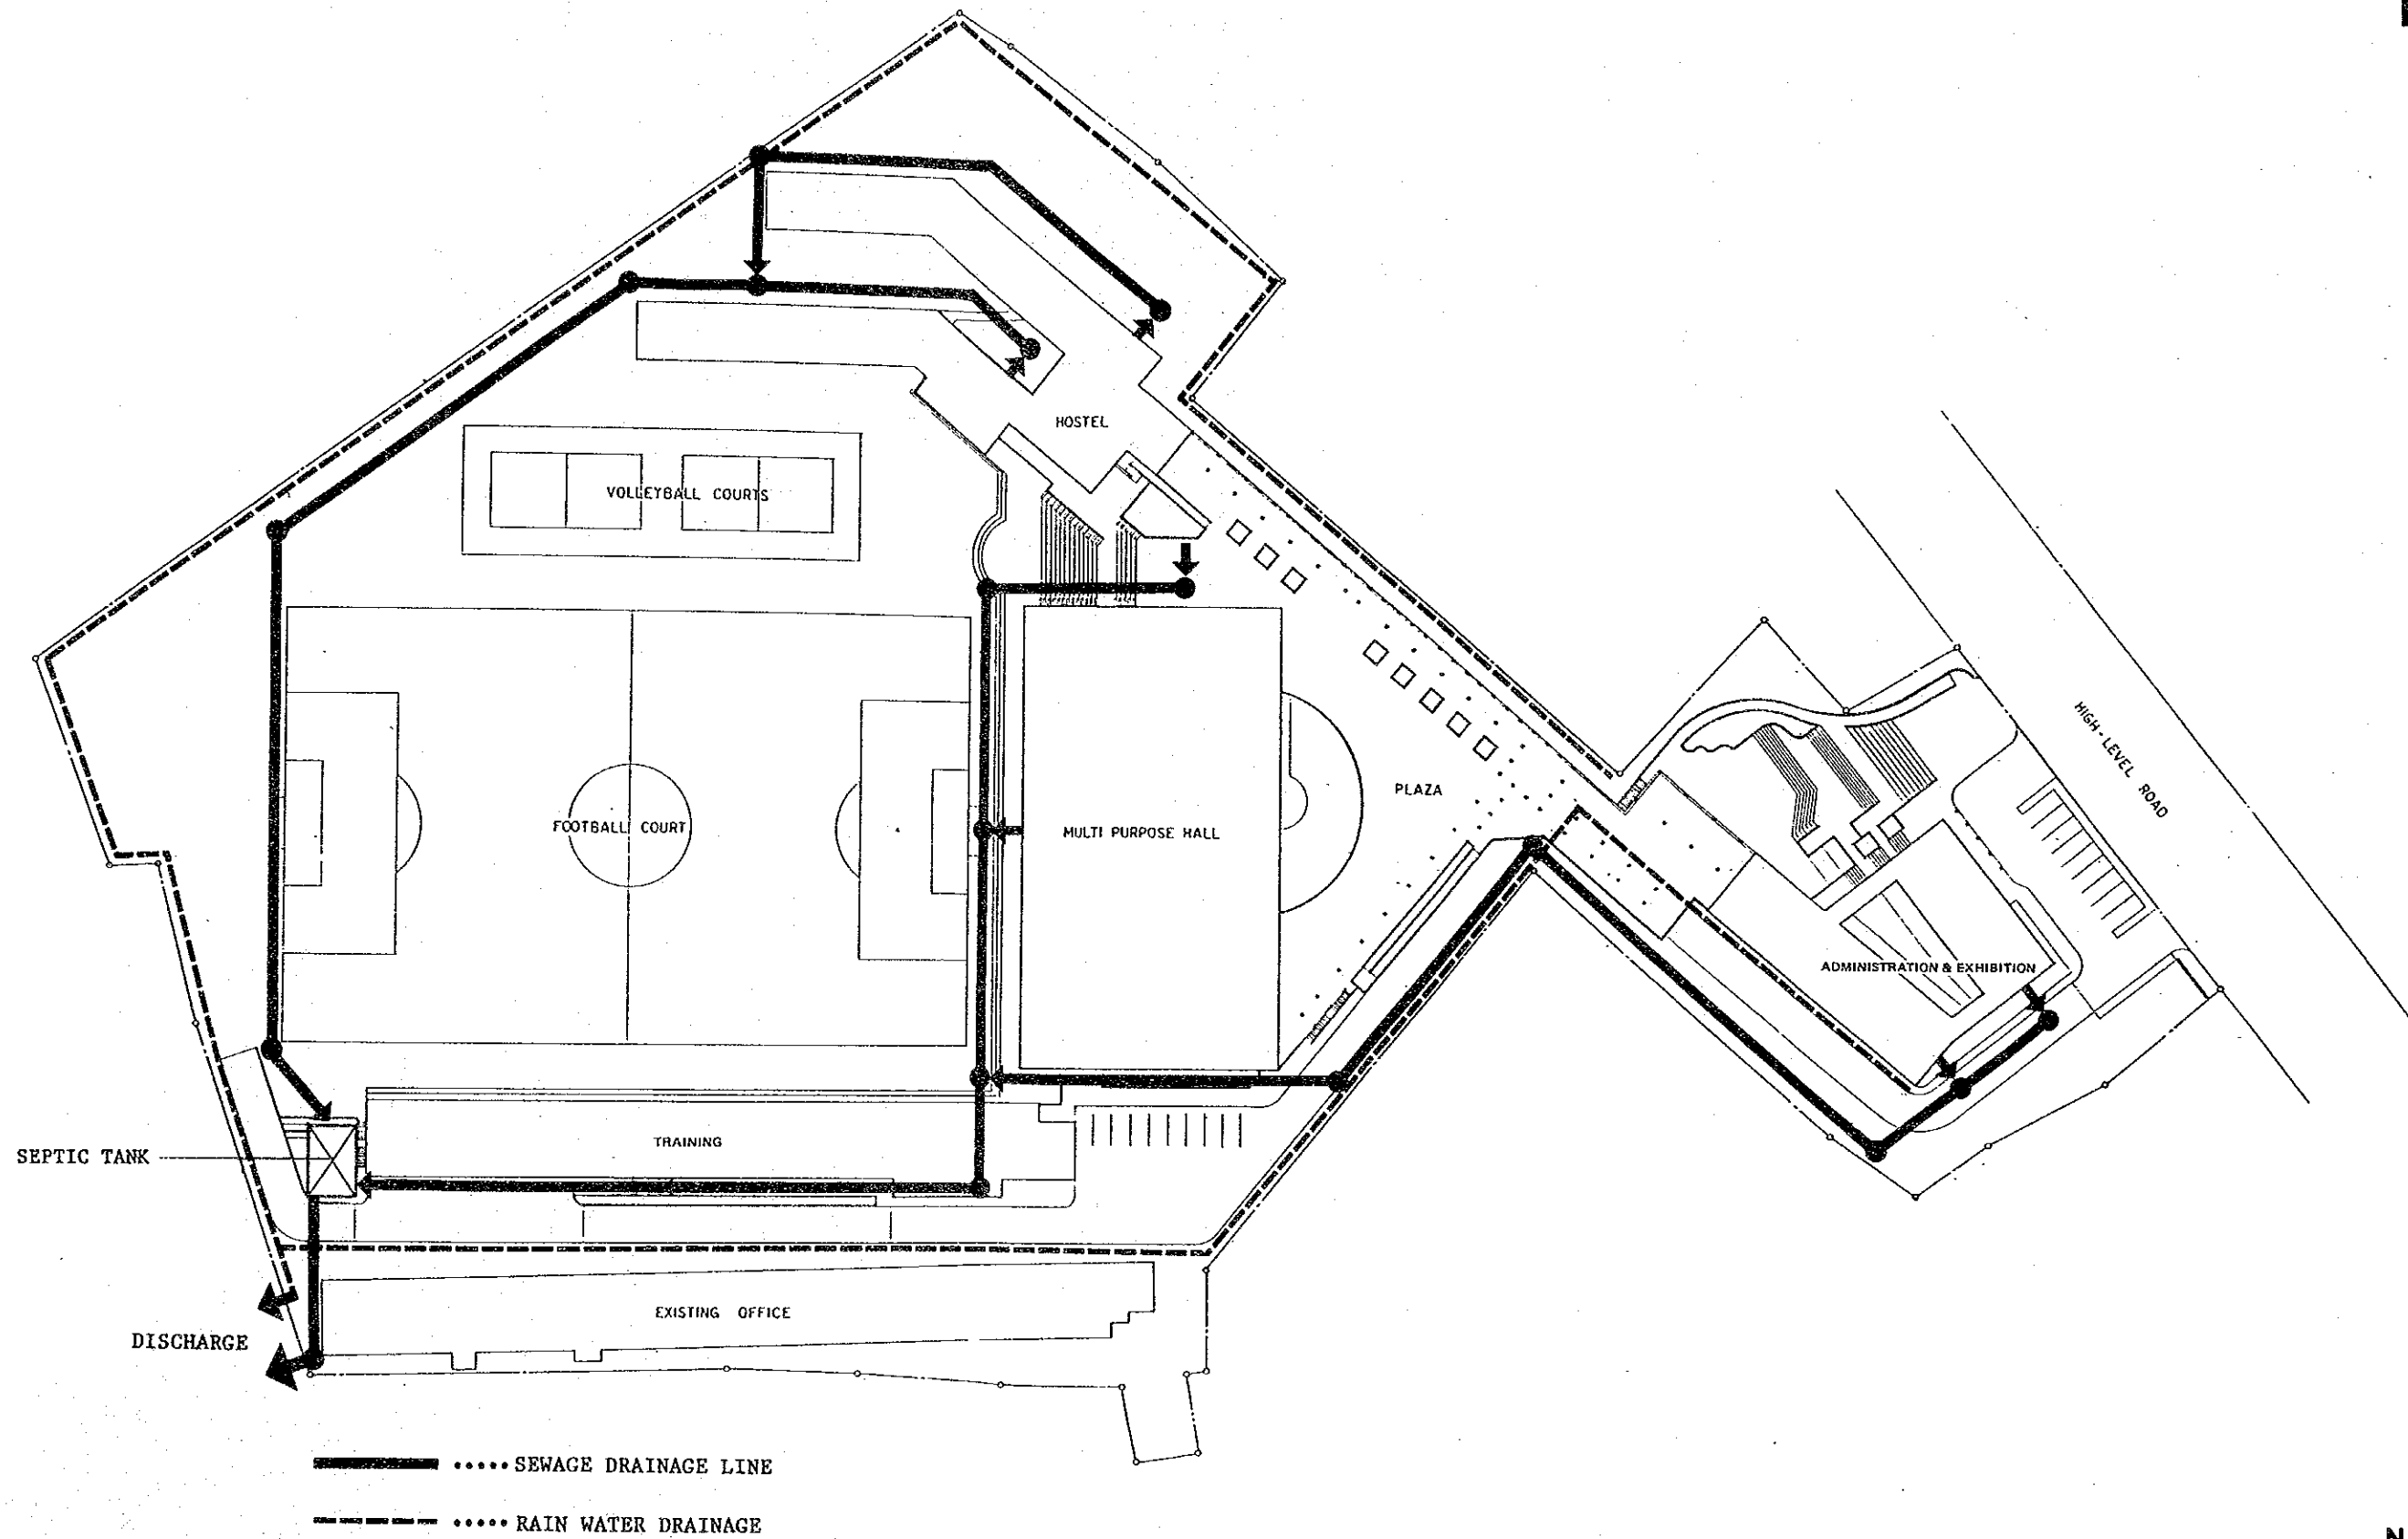 HOSTEL
VOLLEYBALL COURTS
HIGH-LEVEL ROAD
PLAZA
FOOTBALL COURT
MULTI PURPOSE HALL
ADMINISTRATION & EXHIBITION
TRAINING
SEPTIC TANK
EXISTING OFFICE
DISCHARGE
..... SEWAGE DRAINAGE LINE
..... RAIN WATER DRAINAGE